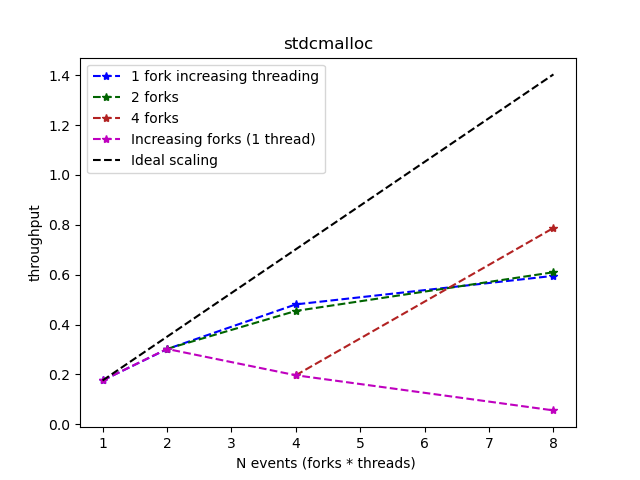 stdcmalloc
1 fork increasing threading
2 forks
4 forks
Increasing forks (1 thread)
Ideal scaling
throughput
1.4
1.2
1.0
0.8
0.6
0.4
0.2
0.0
1 2 3 4 5 6 7 8
N events (forks * threads)